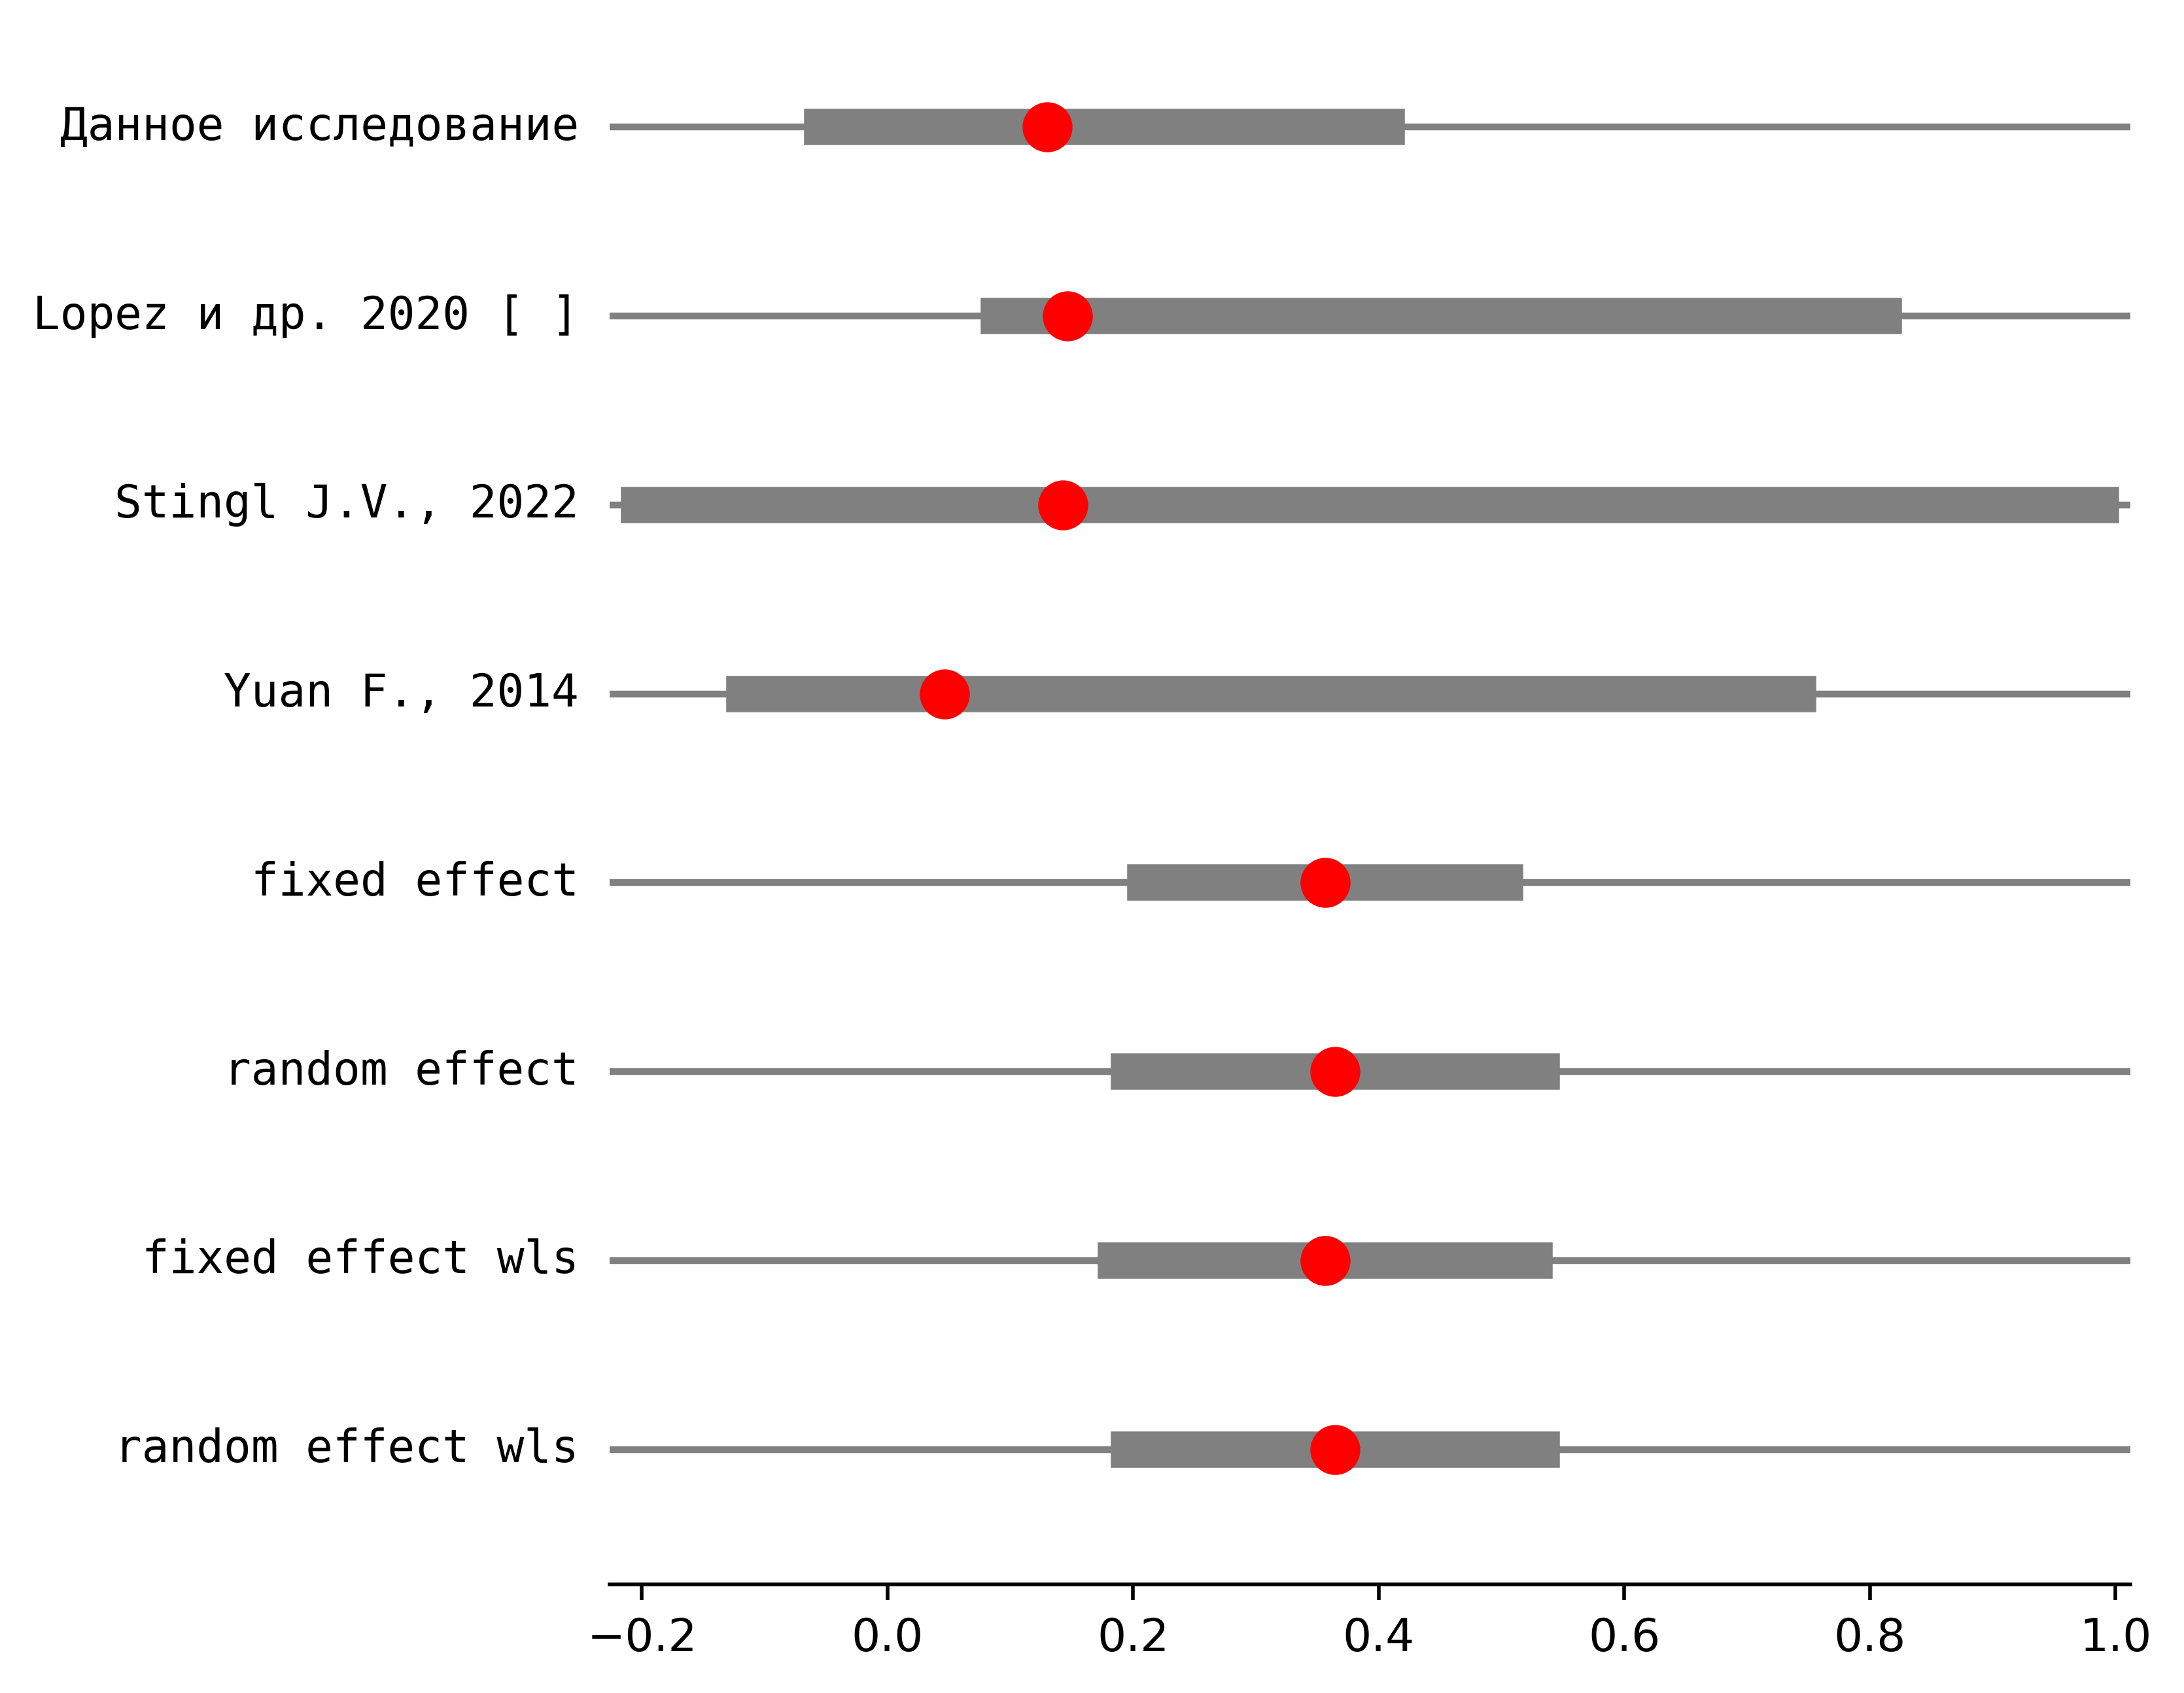 Данное исследование
Lopez и др. 2020 [ ]
Stingl J.V., 2022
Yuan F., 2014
fixed effect
random effect
fixed effect wls
random effect wls
−0.2 0.0 0.2 0.4 0.6 0.8 1.0